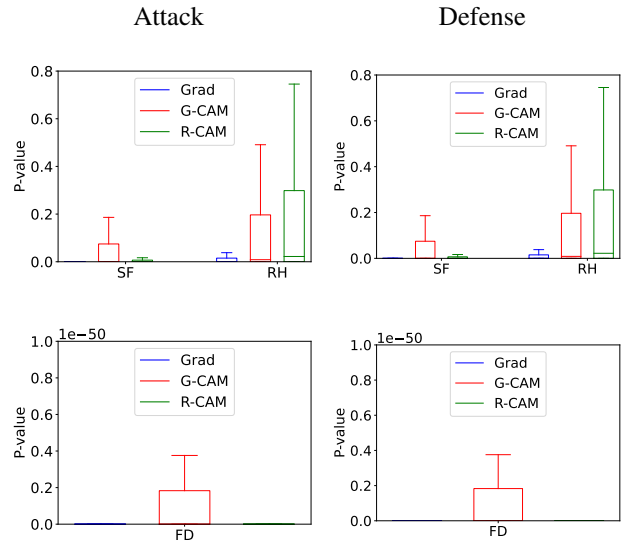 Attack
Defense
0.8
0.6
0.4
0.2
0.0
P-value
Grad
G-CAM
R-CAM
SF
RH
0.8
0.6
0.4
0.2
0.0
P-value
Grad
G-CAM
R-CAM
SF
RH
1e−50
1.0
0.8
0.6
0.4
0.2
0.0
P-value
Grad
G-CAM
R-CAM
FD
1e−50
1.0
0.8
0.6
0.4
0.2
0.0
P-value
Grad
G-CAM
R-CAM
FD